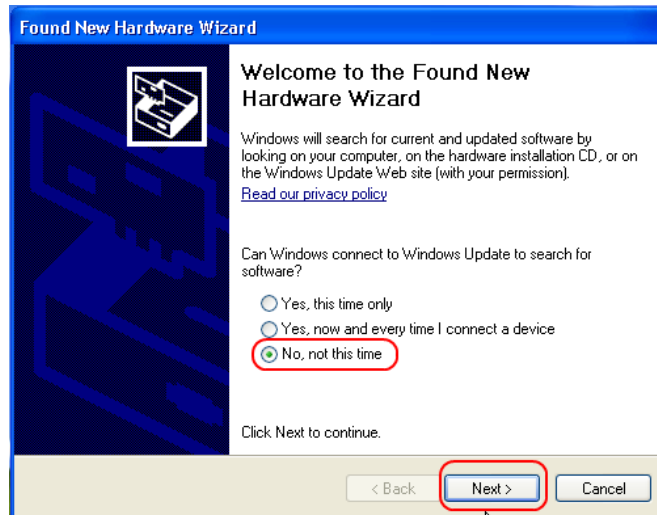 Found New Hardware Wizard
Welcome to the Found New
Hardware Wizard
Windows will search for current and updated software by
looking on your computer, on the hardware installation CD, or on
the Windows Update Web site (with your permission).
Read our privacy policy
Can Windows connect to Windows Update to search for
software?
Yes, this time only
Yes, now and every time I connect a device
No, not this time
Click Next to continue.
< Back
Next >
Cancel